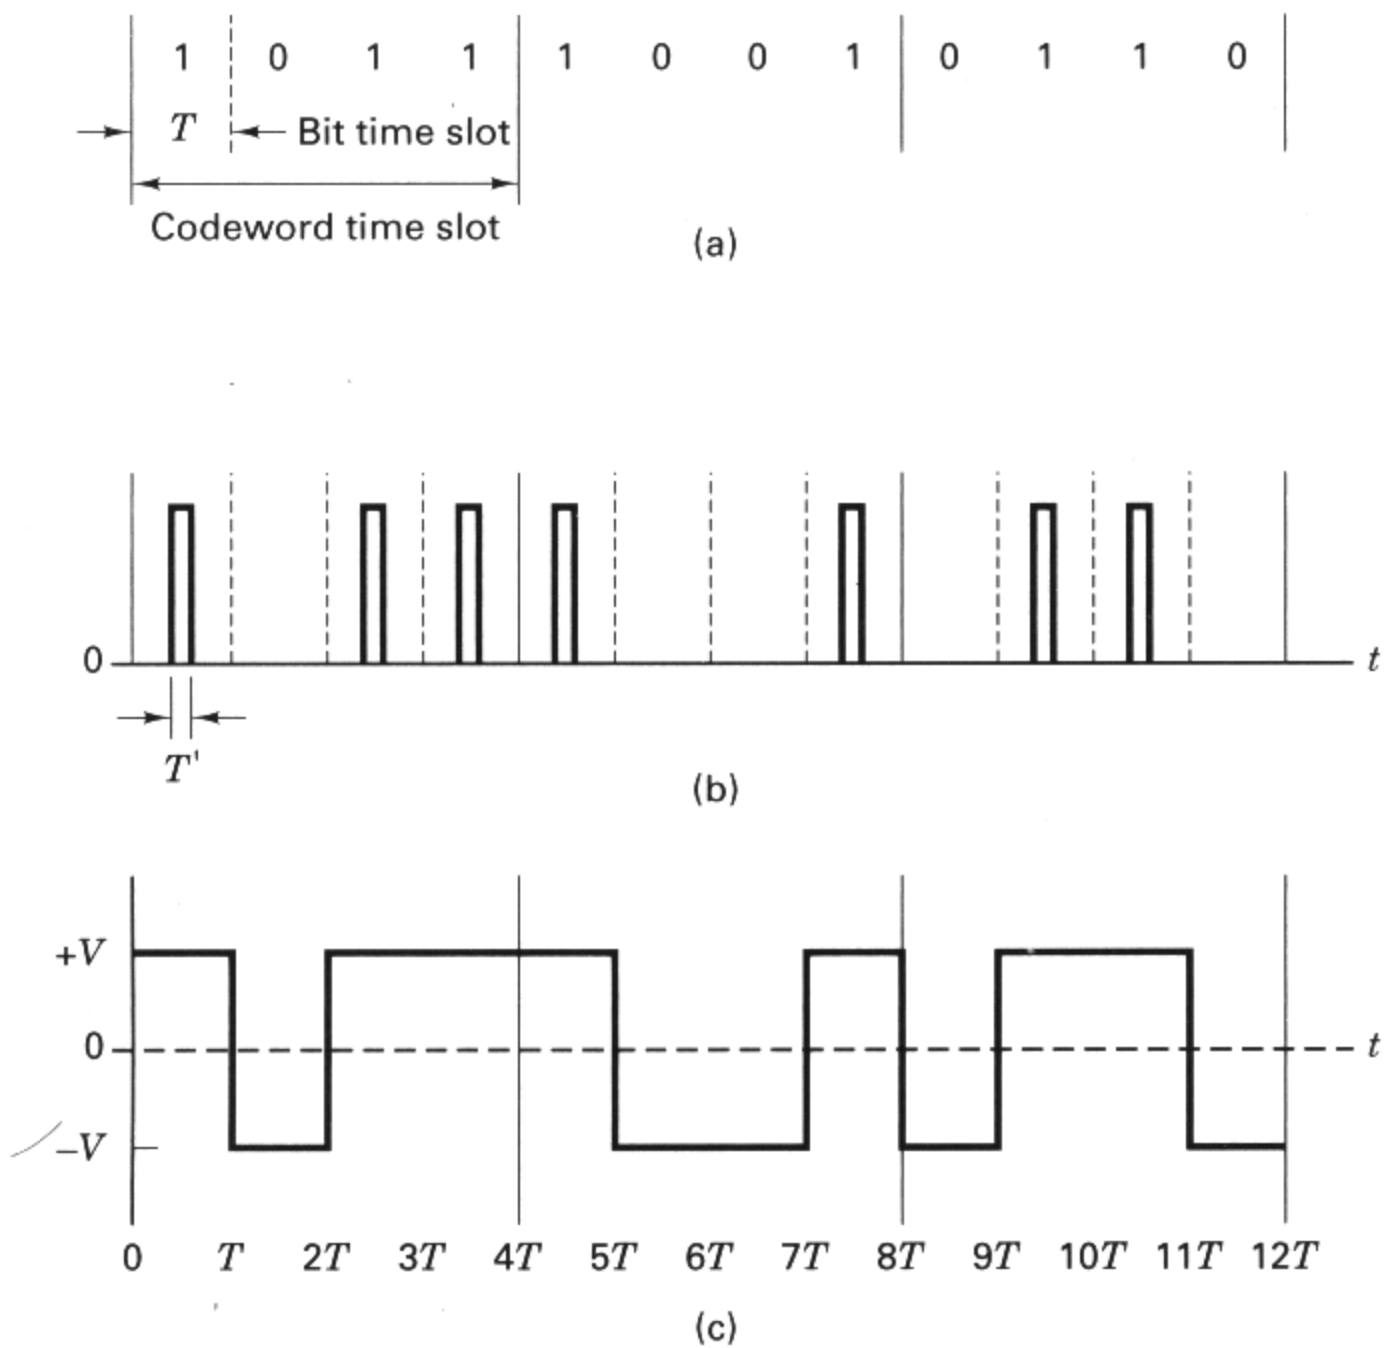 1 0 1 1 1 0 0 1 0 1 1 0
T Bit time slot
Codeword time slot
(a)
0 t
T'
(b)
+V
0 t
−V
0 T 2T 3T 4T 5T 6T 7T 8T 9T 10T 11T 12T
(c)